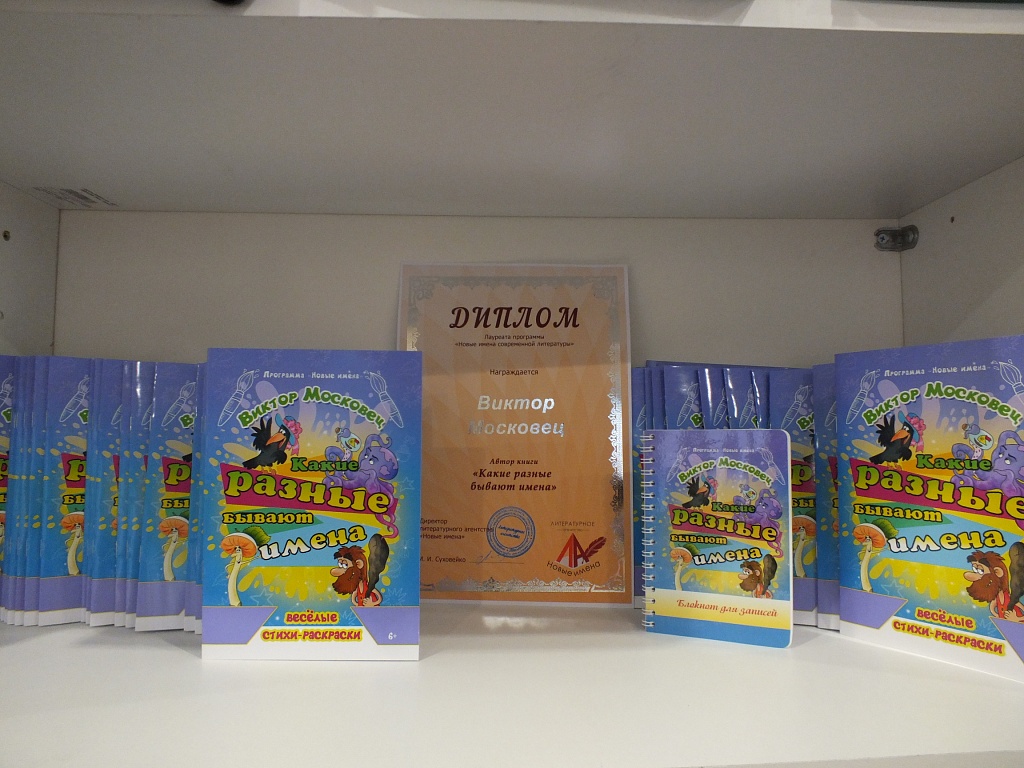 ДИПЛОМ
Лауреата программы
«Новые имена современной литературы»
Награждается
Виктор
Московец
Автор книги
«Какие разные
бывают имена»
Директор
литературного агентства
«Новые имена»
И. И. Суховейко
ЛИТЕРАТУРНОЕ
Новые имена
Программа «Новые имена»
Виктор Московец
Какие
разные
бывают
имена
весёлые
стихи-раскраски
6+
Программа «Новые имена»
Виктор Московец
Какие
разные
бывают
имена
Блокнот для записей
Программа «Новые имена»
Виктор Московец
Какие
разные
бывают
имена
весёлые
стихи-раскраски